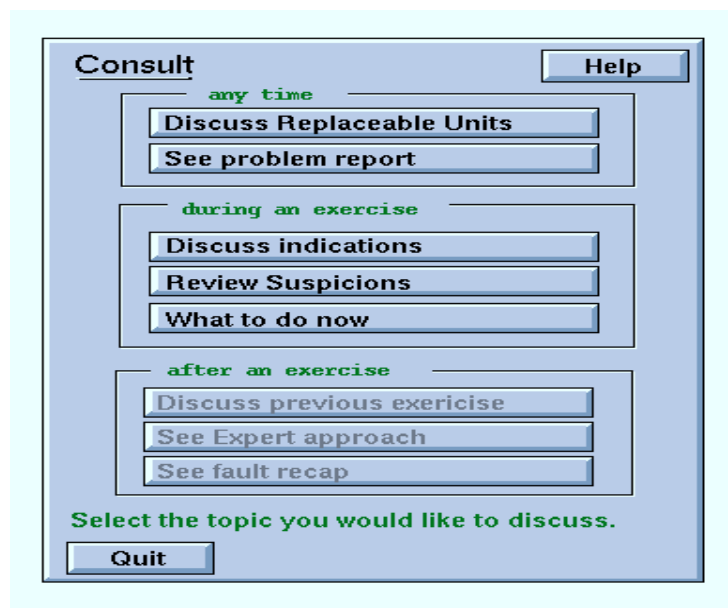 Consult
Help
any time
Discuss Replaceable Units
See problem report
during an exercise
Discuss indications
Review Suspicions
What to do now
after an exercise
Discuss previous exericise
See Expert approach
See fault recap
Select the topic you would like to discuss.
Quit